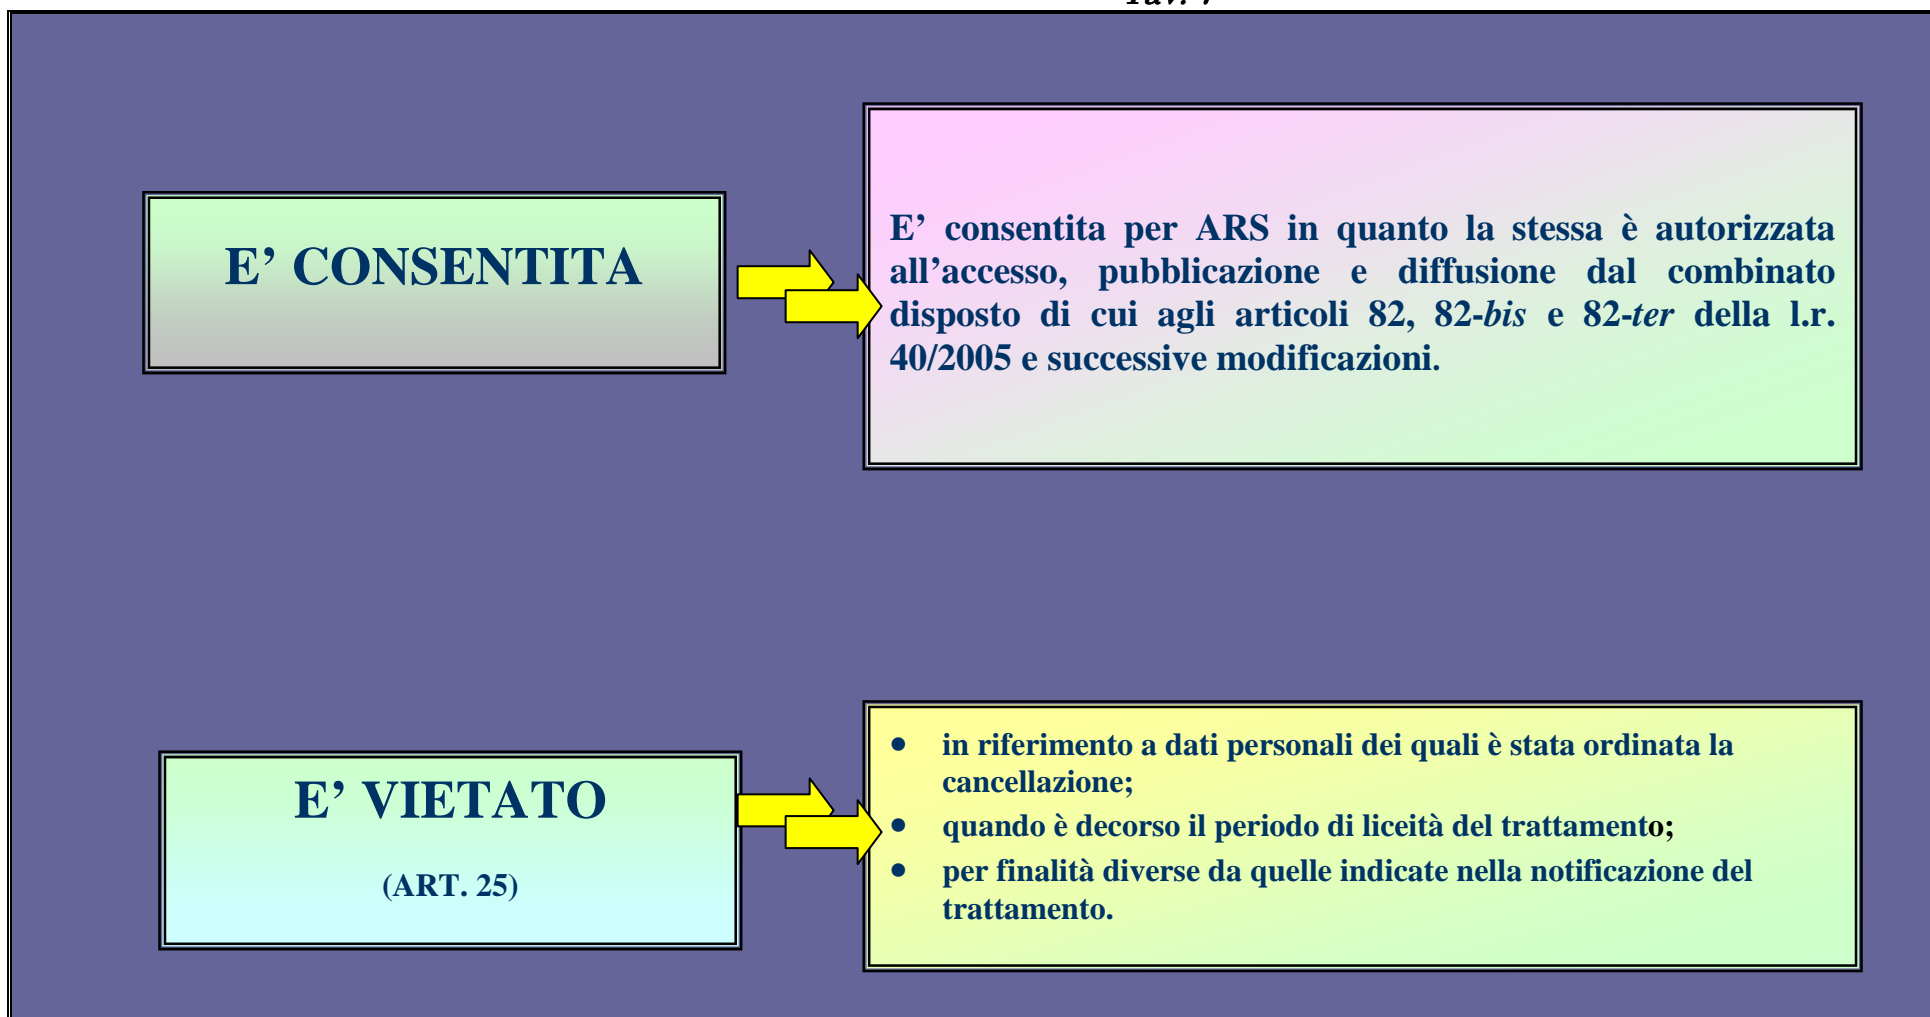 E’ CONSENTITA
E’ consentita per ARS in quanto la stessa è autorizzata
all’accesso, pubblicazione e diffusione dal combinato
disposto di cui agli articoli 82, 82-bis e 82-ter della l.r.
40/2005 e successive modificazioni.
E’ VIETATO
(ART. 25)
• in riferimento a dati personali dei quali è stata ordinata la
cancellazione;
• quando è decorso il periodo di liceità del trattamento;
• per finalità diverse da quelle indicate nella notificazione del
trattamento.